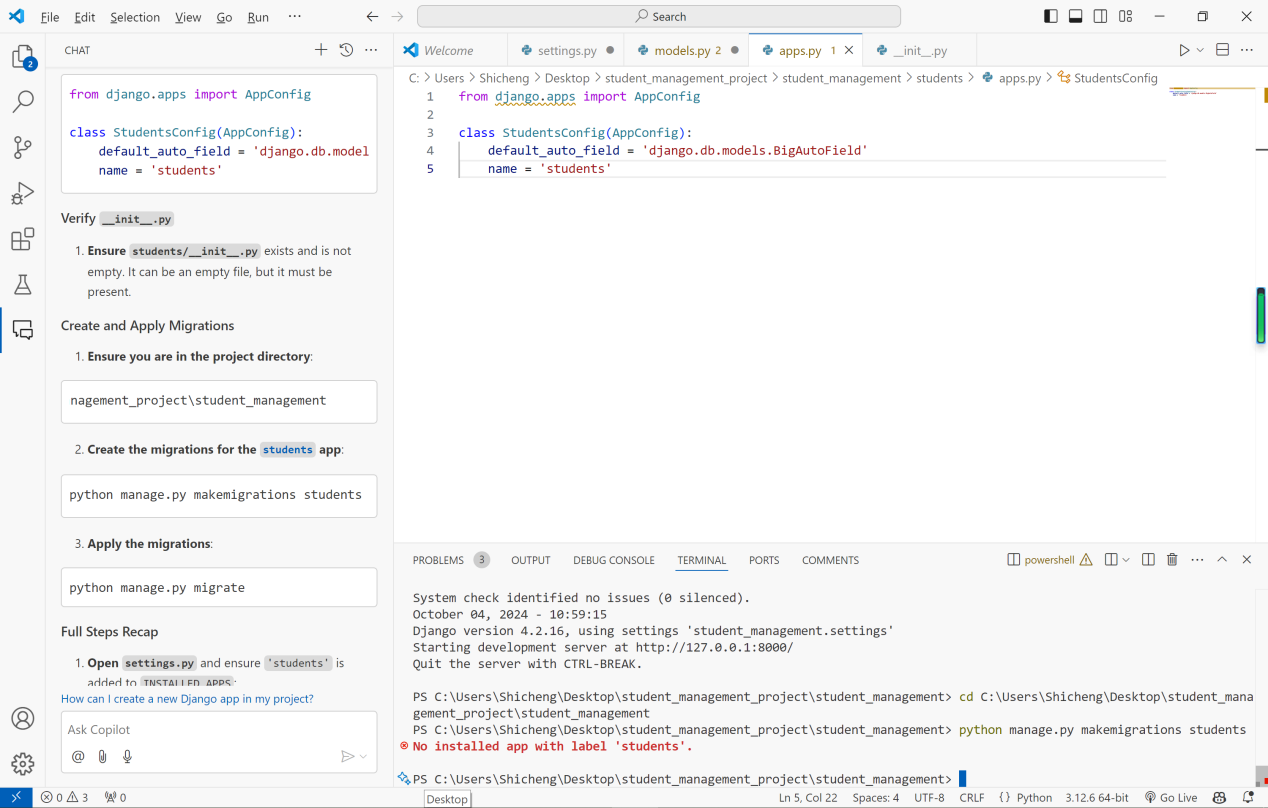 File Edit Selection View Go Run ···
Search
CHAT
Welcome
settings.py
models.py 2
apps.py 1
__init__.py
2
C: > Users > Shicheng > Desktop > student_management_project > student_management > students > apps.py > StudentsConfig
from django.apps import AppConfig
class StudentsConfig(AppConfig):
default_auto_field = 'django.db.model
name = 'students'
Verify __init__.py
1. Ensure students/__init__.py exists and is not
empty. It can be an empty file, but it must be
present.
Create and Apply Migrations
1. Ensure you are in the project directory:
nagement_project\student_management
2. Create the migrations for the students app:
python manage.py makemigrations students
3. Apply the migrations:
python manage.py migrate
Full Steps Recap
1. Open settings.py and ensure 'students' is
added to INSTALLED_APPS:
How can I create a new Django app in my project?
Ask Copilot
@
1 from django.apps import AppConfig
2
3 class StudentsConfig(AppConfig):
4 default_auto_field = 'django.db.models.BigAutoField'
5 name = 'students'
PROBLEMS 3 OUTPUT DEBUG CONSOLE TERMINAL PORTS COMMENTS
powershell
System check identified no issues (0 silenced).
October 04, 2024 - 10:59:15
Django version 4.2.16, using settings 'student_management.settings'
Starting development server at http://127.0.0.1:8000/
Quit the server with CTRL-BREAK.
PS C:\Users\Shicheng\Desktop\student_management_project\student_management> cd C:\Users\Shicheng\Desktop\student_mana
gement_project\student_management
PS C:\Users\Shicheng\Desktop\student_management_project\student_management> python manage.py makemigrations students
No installed app with label 'students'.
PS C:\Users\Shicheng\Desktop\student_management_project\student_management>
0 3 0
Desktop
Ln 5, Col 22 Spaces: 4 UTF-8 CRLF {} Python 3.12.6 64-bit Go Live